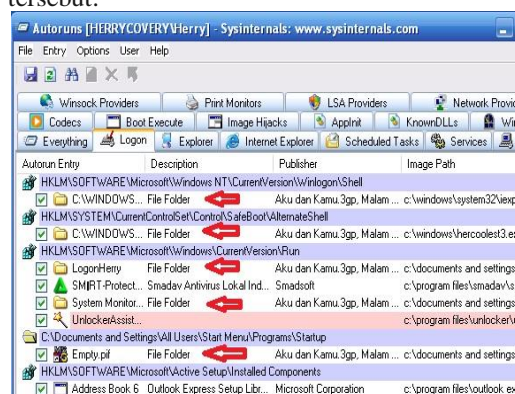 tersebut.
Autoruns [HERRYCOVERY\Herry] - Sysinternals: www.sysinternals.com
File Entry Options User Help
Winsock Providers Print Monitors LSA Providers Network Provid
Codecs Boot Execute Image Hijacks AppInit KnownDLLs Win
Everything Logon Explorer Internet Explorer Scheduled Tasks Services
Autorun Entry Description Publisher Image Path
HKLM\SOFTWARE\Microsoft\Windows NT\CurrentVersion\Winlogon\Shell
C:\WINDOWS... File Folder Aku dan Kamu.3gp, Malam ... c:\windows\system32\iexp
HKLM\SYSTEM\CurrentControlSet\Control\SafeBoot\AlternateShell
C:\WINDOWS... File Folder Aku dan Kamu.3gp, Malam ... c:\windows\hercoolest3.ex
HKLM\SOFTWARE\Microsoft\Windows\CurrentVersion\Run
LogonHerry File Folder Aku dan Kamu.3gp, Malam ... c:\documents and settings
SMIRT-Protect... Smadav Antivirus Lokal Ind... Smadsoft c:\program files\smadav\s
System Monitor... File Folder Aku dan Kamu.3gp, Malam ... c:\documents and settings
UnlockerAssist... c:\program files\unlocker\u
C:\Documents and Settings\All Users\Start Menu\Programs\Startup
Empty.pif File Folder Aku dan Kamu.3gp, Malam ... c:\documents and settings
HKLM\SOFTWARE\Microsoft\Active Setup\Installed Components
Address Book 6 Outlook Express Setup Libr... Microsoft Corporation c:\program files\outlook ex